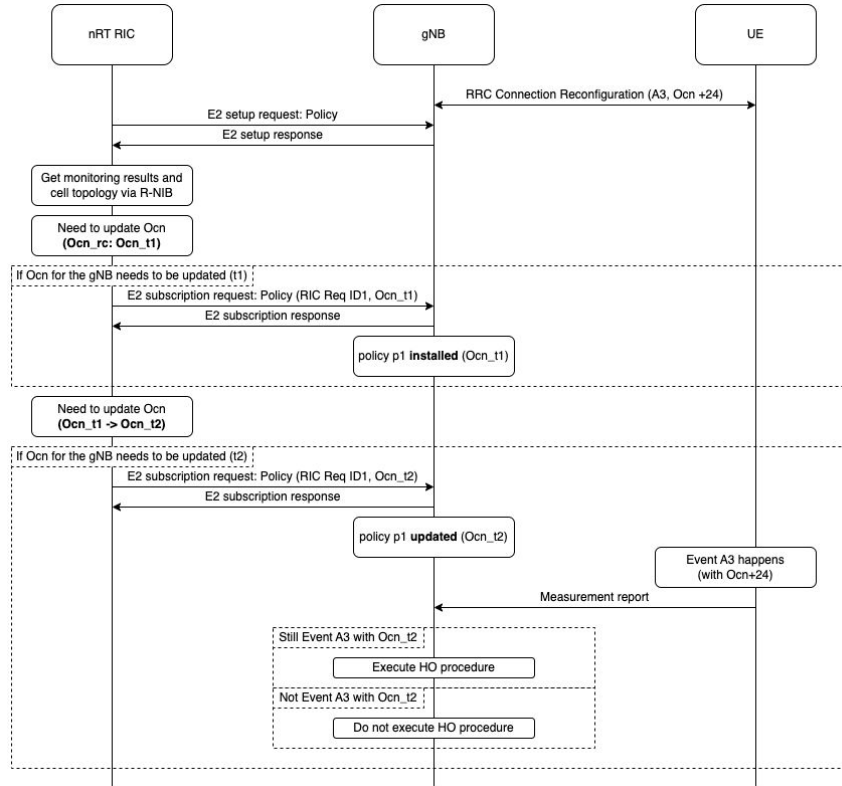 nRT RIC
gNB
UE
RRC Connection Reconfiguration (A3, Ocn +24)
E2 setup request: Policy
E2 setup response
Get monitoring results and
cell topology via R-NIB
Need to update Ocn
(Ocn_rc: Ocn_t1)
If Ocn for the gNB needs to be updated (t1)
E2 subscription request: Policy (RIC Req ID1, Ocn_t1)
E2 subscription response
policy p1 installed (Ocn_t1)
Need to update Ocn
(Ocn_t1 -> Ocn_t2)
If Ocn for the gNB needs to be updated (t2)
E2 subscription request: Policy (RIC Req ID1, Ocn_t2)
E2 subscription response
policy p1 updated (Ocn_t2)
Event A3 happens
(with Ocn+24)
Measurement report
Still Event A3 with Ocn_t2
Execute HO procedure
Not Event A3 with Ocn_t2
Do not execute HO procedure